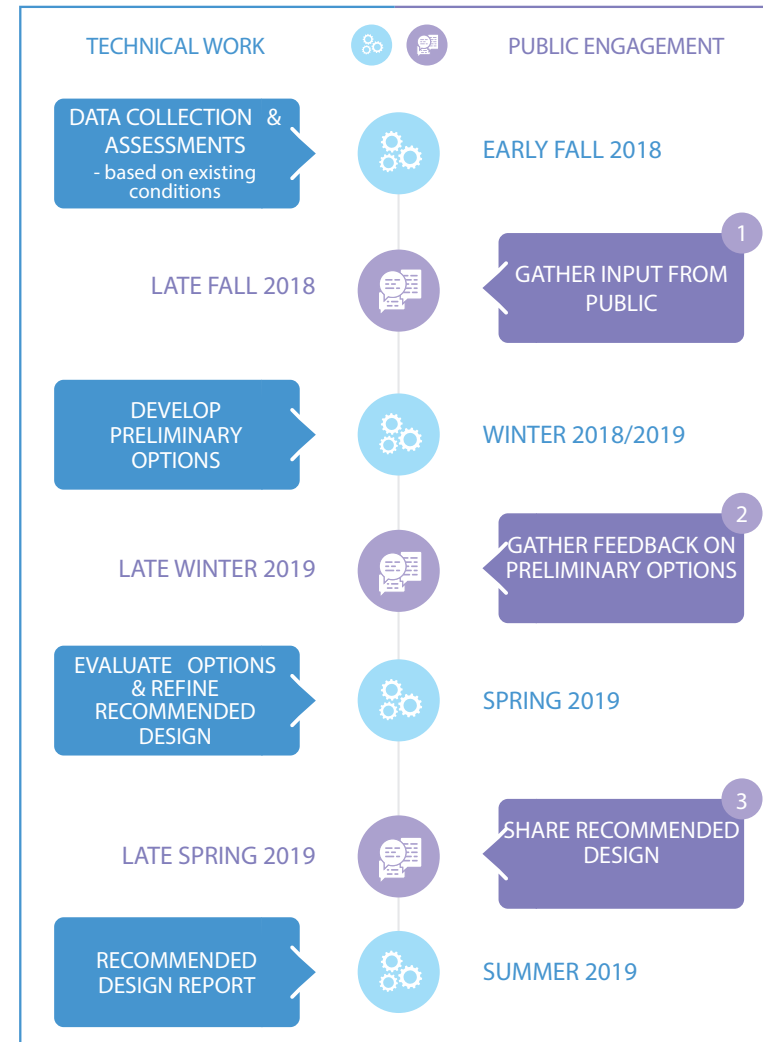 TECHNICAL WORK
PUBLIC ENGAGEMENT
DATA COLLECTION &
ASSESSMENTS
- based on existing
conditions
EARLY FALL 2018
LATE FALL 2018
1
GATHER INPUT FROM
PUBLIC
DEVELOP
PRELIMINARY
OPTIONS
WINTER 2018/2019
LATE WINTER 2019
2
GATHER FEEDBACK ON
PRELIMINARY OPTIONS
EVALUATE OPTIONS
& REFINE
RECOMMENDED
DESIGN
SPRING 2019
LATE SPRING 2019
3
SHARE RECOMMENDED
DESIGN
RECOMMENDED
DESIGN REPORT
SUMMER 2019